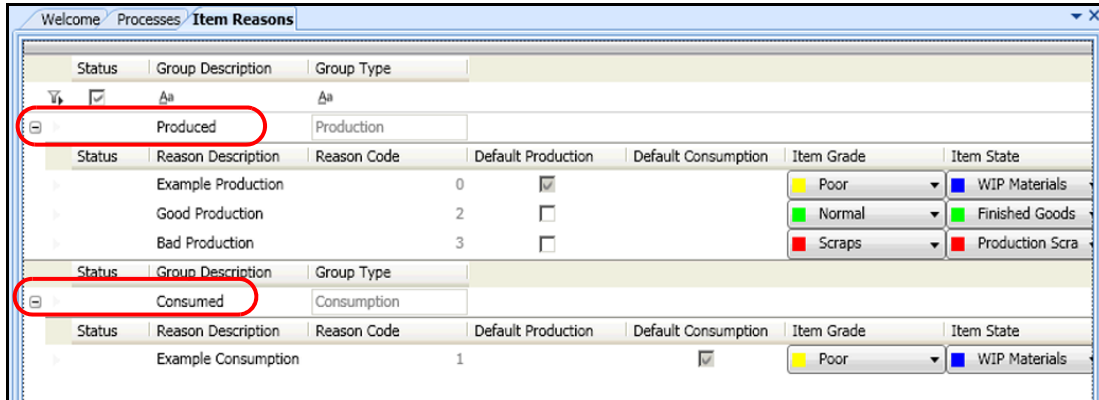 Welcome Processes Item Reasons
Status Group Description Group Type
Aa Aa
Produced Production
Status Reason Description Reason Code Default Production Default Consumption Item Grade Item State
Example Production 0 Poor WIP Materials
Good Production 2 Normal Finished Goods
Bad Production 3 Scraps Production Scra
Status Group Description Group Type
Consumed Consumption
Status Reason Description Reason Code Default Production Default Consumption Item Grade Item State
Example Consumption 1 Poor WIP Materials